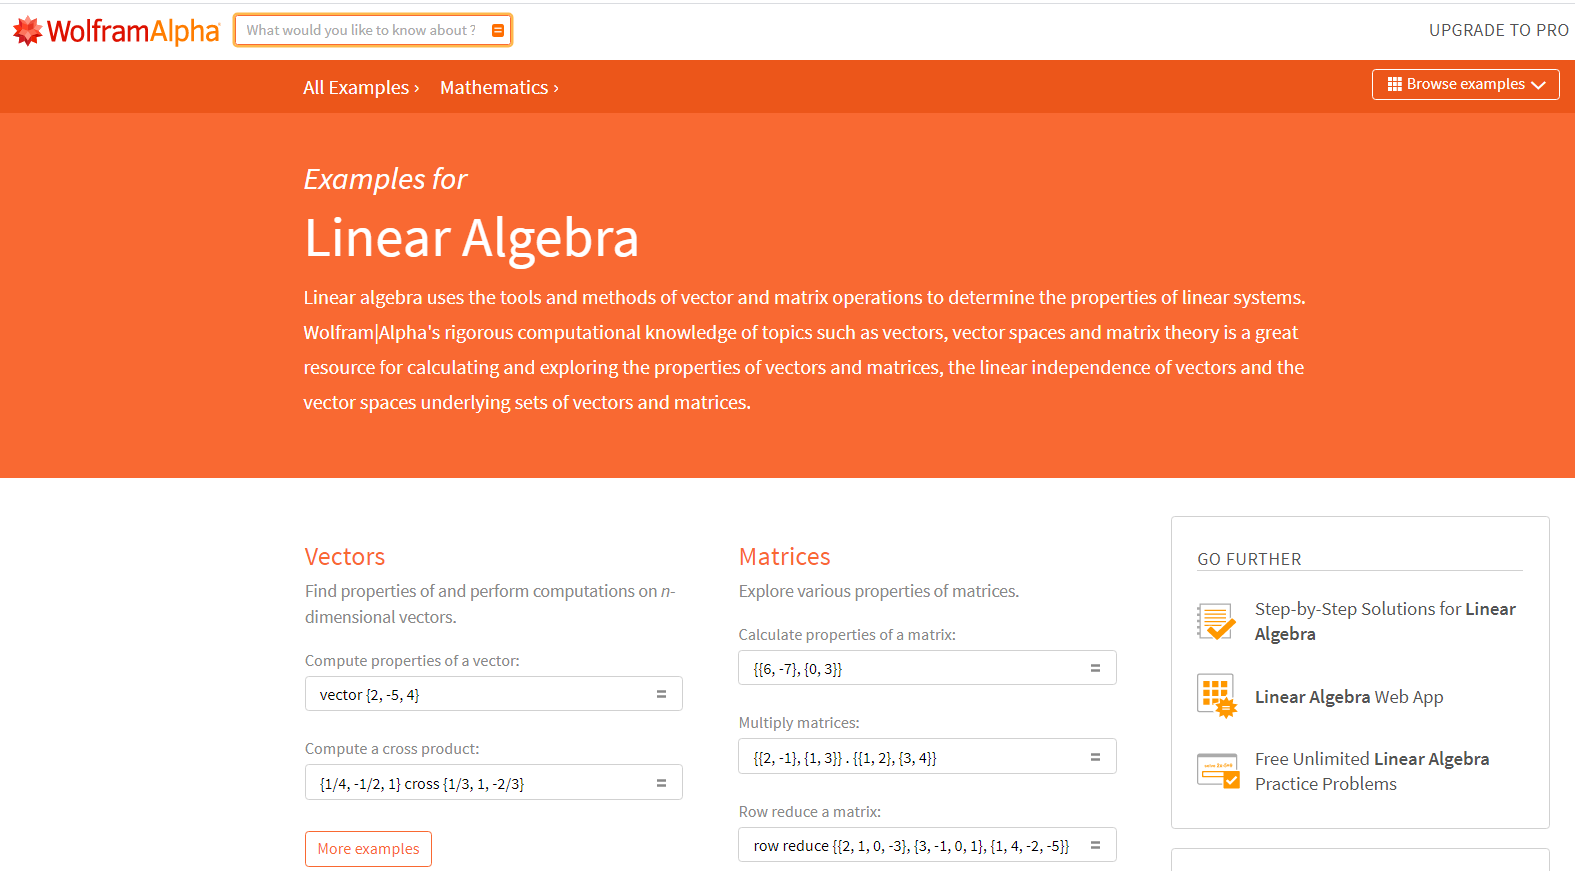 WolframAlpha
What would you like to know about ?
UPGRADE TO PRO
All Examples ›
Mathematics ›
Browse examples
Examples for
Linear Algebra
Linear algebra uses the tools and methods of vector and matrix operations to determine the properties of linear systems.
Wolfram|Alpha's rigorous computational knowledge of topics such as vectors, vector spaces and matrix theory is a great
resource for calculating and exploring the properties of vectors and matrices, the linear independence of vectors and the
vector spaces underlying sets of vectors and matrices.
Vectors
Find properties of and perform computations on n-
dimensional vectors.
Compute properties of a vector:
vector {2, -5, 4}
=
Compute a cross product:
{1/4, -1/2, 1} cross {1/3, 1, -2/3}
=
More examples
Matrices
Explore various properties of matrices.
Calculate properties of a matrix:
{{6, -7}, {0, 3}}
=
Multiply matrices:
{{2, -1}, {1, 3}} . {{1, 2}, {3, 4}}
=
Row reduce a matrix:
row reduce {{2, 1, 0, -3}, {3, -1, 0, 1}, {1, 4, -2, -5}}
=
GO FURTHER
Step-by-Step Solutions for Linear
Algebra
Linear Algebra Web App
Free Unlimited Linear Algebra
Practice Problems